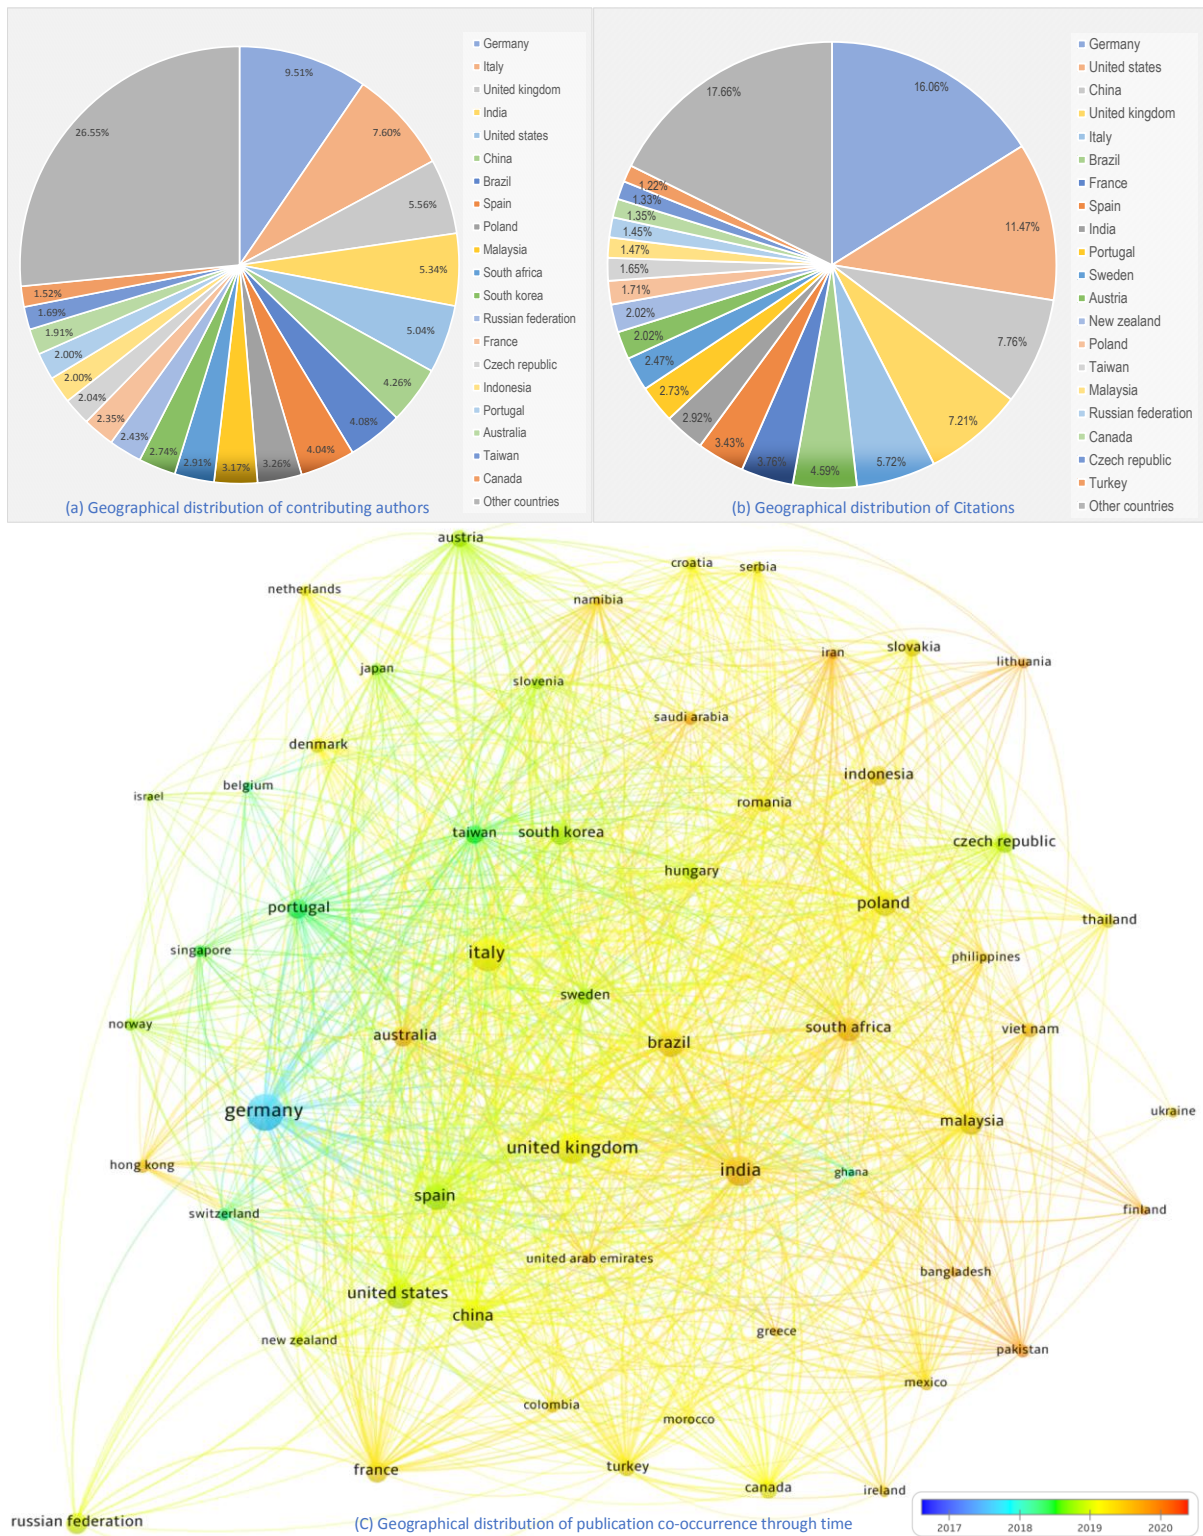 9.51%
7.60%
5.56%
5.34%
5.04%
4.26%
4.08%
4.04%
3.26%
3.17%
2.91%
2.74%
2.43%
2.35%
2.04%
2.00%
2.00%
1.91%
1.69%
1.52%
26.55%
Germany
Italy
United kingdom
India
United states
China
Brazil
Spain
Poland
Malaysia
South africa
South korea
Russian federation
France
Czech republic
Indonesia
Portugal
Australia
Taiwan
Canada
Other countries
(a) Geographical distribution of contributing authors
16.06%
11.47%
7.76%
7.21%
5.72%
4.59%
3.76%
3.43%
2.92%
2.73%
2.47%
2.02%
2.02%
1.71%
1.65%
1.47%
1.45%
1.35%
1.33%
1.22%
17.66%
Germany
United states
China
United kingdom
Italy
Brazil
France
Spain
India
Portugal
Sweden
Austria
New zealand
Poland
Taiwan
Malaysia
Russian federation
Canada
Czech republic
Turkey
Other countries
(b) Geographical distribution of Citations
austria
croatia
serbia
netherlands
namibia
slovakia
iran
lithuania
japan
slovenia
saudi arabia
denmark
indonesia
belgium
israel
romania
taiwan
south korea
czech republic
hungary
portugal
poland
thailand
singapore
italy
philippines
sweden
norway
australia
brazil
south africa
viet nam
germany
ukraine
malaysia
united kingdom
hong kong
india
ghana
spain
switzerland
finland
united arab emirates
bangladesh
united states
china
new zealand
greece
pakistan
mexico
colombia
morocco
france
turkey
canada
ireland
russian federation
(C) Geographical distribution of publication co-occurrence through time
2017
2018
2019
2020